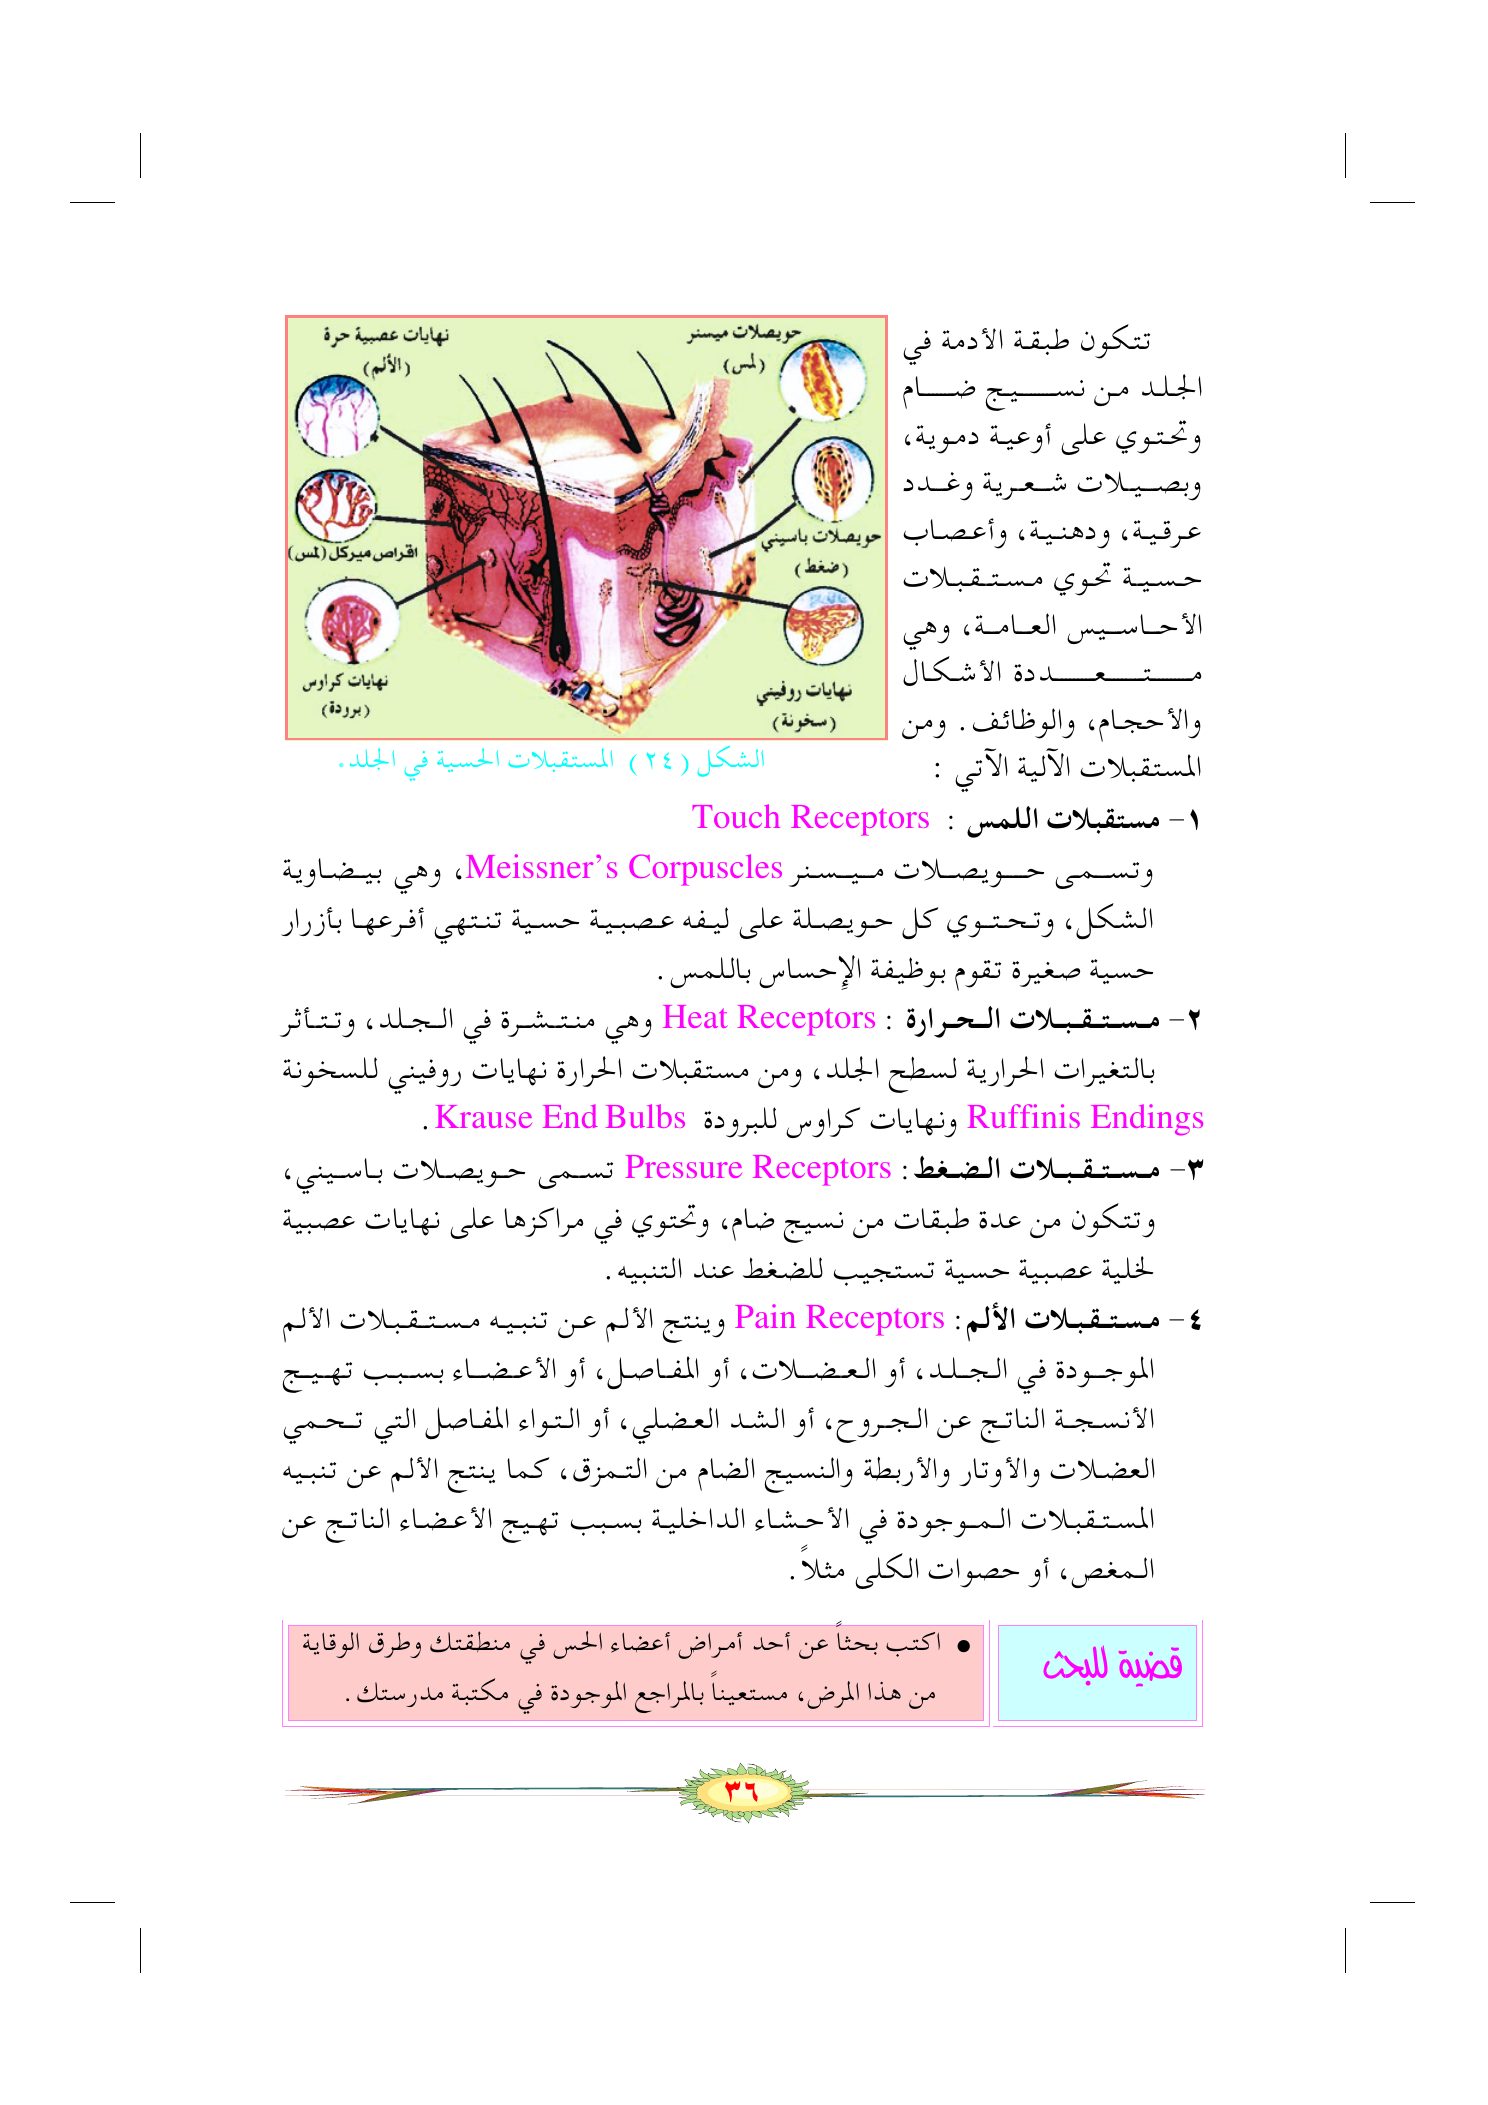 تتكون طبقة الأدمة في
الجلد من نسيج ضام
وتحتوي على أوعية دموية،
وبصيلات شعرية وغدد
عرقية، ودهنية، وأعصاب
حسية تحوي مستقبلات
الأحاسيس العامة، وهي
متعددة الأشكال
والأحجام، والوظائف. ومن
المستقبلات الآلية الآتي :
حويصلات ميسنر
(لمس)
نهايات عصبية حرة
(الألم)
حويصلات باسيني
(ضغط)
اقراص ميركل (لمس)
نهايات روفيني
(سخونة)
نهايات كراوس
(برودة)
الشكل (٢٤) المستقبلات الحسية في الجلد.
١- مستقبلات اللمس : Touch Receptors
وتسمى حويصلات ميسنر Meissner's Corpuscles، وهي بيضاوية
الشكل، وتحتوي كل حويصلة على ليفه عصبية حسية تنتهي أفرعها بأزرار
حسية صغيرة تقوم بوظيفة الإحساس باللمس.
٢- مستقبلات الحرارة : Heat Receptors وهي منتشرة في الجلد، وتتأثر
بالتغيرات الحرارية لسطح الجلد، ومن مستقبلات الحرارة نهايات روفيني للسخونة
Ruffinis Endings ونهايات كراوس للبرودة Krause End Bulbs.
٣- مستقبلات الضغط : Pressure Receptors تسمى حويصلات باسيني،
وتتكون من عدة طبقات من نسيج ضام، وتحتوي في مراكزها على نهايات عصبية
لخلية عصبية حسية تستجيب للضغط عند التنبيه.
٤- مستقبلات الألم : Pain Receptors وينتج الألم عن تنبيه مستقبلات الألم
الموجودة في الجلد، أو العضلات، أو المفاصل، أو الأعضاء بسبب تهيج
الأنسجة الناتج عن الجروح، أو الشد العضلي، أو التواء المفاصل التي تحمي
العضلات والأوتار والأربطة والنسيج الضام من التمزق، كما ينتج الألم عن تنبيه
المستقبلات الموجودة في الأحشاء الداخلية بسبب تهيج الأعضاء الناتج عن
المغص، أو حصوات الكلى مثلاً.
قضية للبحث
● اكتب بحثاً عن أحد أمراض أعضاء الحس في منطقتك وطرق الوقاية
من هذا المرض، مستعيناً بالمراجع الموجودة في مكتبة مدرستك.
٣٦